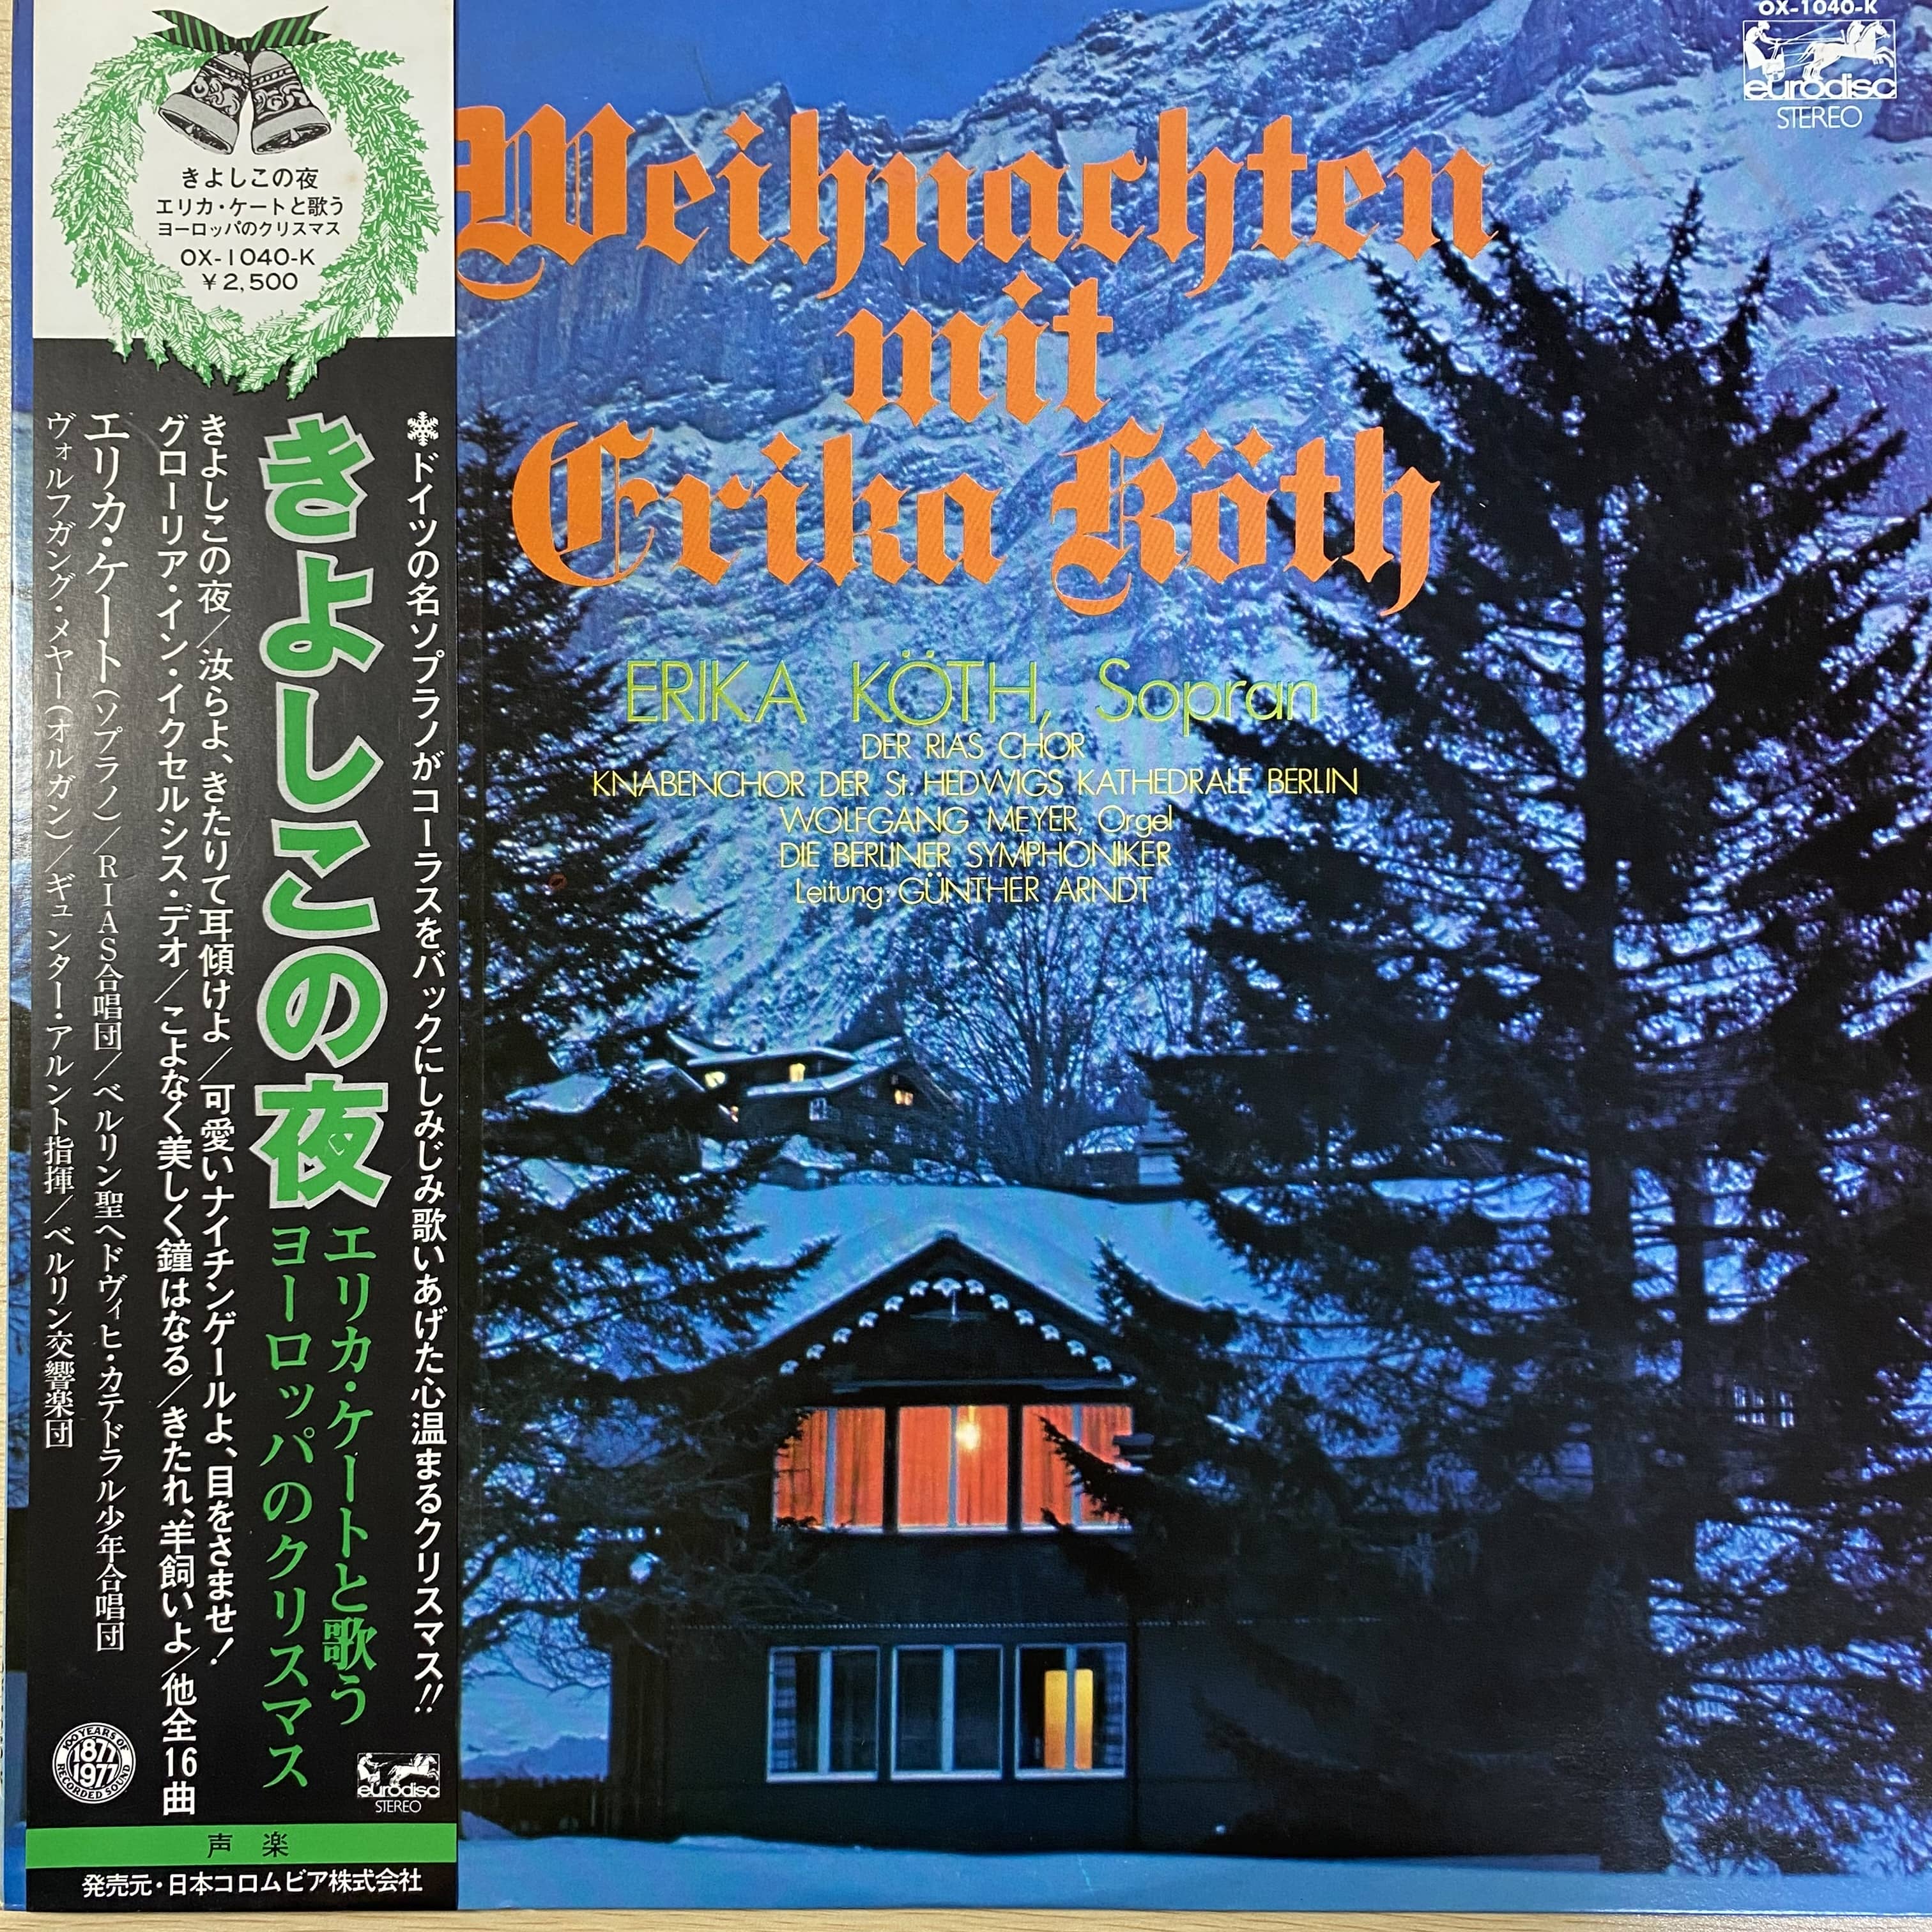 きよしこの夜
エリカ・ケートと歌う
ヨーロッパのクリスマス
OX-1040-K
¥2,500
ドイツの名ソプラノがコーラスをバックにしみじみ歌いあげた心温まるクリスマス!!
きよしこの夜
エリカ・ケートと歌う
ヨーロッパのクリスマス
きよしこの夜/汝らよ、きたりて耳傾けよ/可愛いナイチンゲールよ、目をさませ!
グローリア・イン・イクセルシス・デオ/こよなく美しく鐘はなる/きたれ、羊飼いよ/他全16曲
エリカ・ケート(ソプラノ)/RIAS合唱団/ベルリン聖ヘドヴィヒ・カテドラル少年合唱団
ヴォルフガング・メヤー(オルガン)/ギュンター・アルント指揮/ベルリン交響楽団
100 YEARS OF
1877
1977
RECORDED SOUND
eurodisc
STEREO
声楽
発売元・日本コロムビア株式会社
OX-1040-K
eurodisc
STEREO
Weihnachten
mit
Erika Köth
ERIKA KÖTH, Sopran
DER RIAS CHOR
KNABENCHOR DER St. HEDWIGS KATHEDRALE BERLIN
WOLFGANG MEYER, Orgel
DIE BERLINER SYMPHONIKER
Leitung: GÜNTHER ARNDT